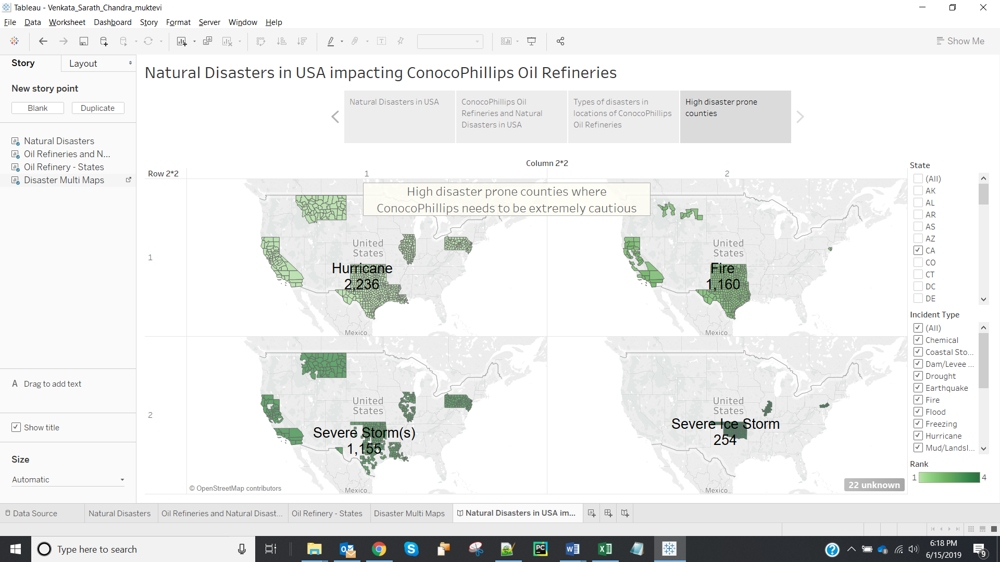 Tableau - Venkata_Sarath_Chandra_muktevi
File Data Worksheet Dashboard Story Format Server Window Help
Show Me
Story
Layout
New story point
Blank
Duplicate
Natural Disasters
Oil Refineries and N...
Oil Refinery - States
Disaster Multi Maps
A Drag to add text
Show title
Size
Automatic
Natural Disasters in USA impacting ConocoPhillips Oil Refineries
Natural Disasters in USA
ConocoPhillips Oil
Refineries and Natural
Disasters in USA
Types of disasters in
locations of ConocoPhillips
Oil Refineries
High disaster prone
counties
Column 2*2
Row 2*2
1
2
High disaster prone counties where
ConocoPhillips needs to be extremely cautious
1
United
States
Hurricane
2,236
Mexico
United
States
Fire
1,160
Mexico
2
United
States
Severe Storm(s)
1,155
Mexico
© OpenStreetMap contributors
United
States
Severe Ice Storm
254
Mexico
22 unknown
State
(All)
AK
AL
AR
AS
AZ
CA
CO
CT
DC
DE
Incident Type
(All)
Chemical
Coastal Sto...
Dam/Levee ...
Drought
Earthquake
Fire
Flood
Freezing
Hurricane
Mud/Landsl...
Rank
1
4
Data Source
Natural Disasters
Oil Refineries and Natural Disast...
Oil Refinery - States
Disaster Multi Maps
Natural Disasters in USA im...
Type here to search
PC
6:18 PM
6/15/2019
9